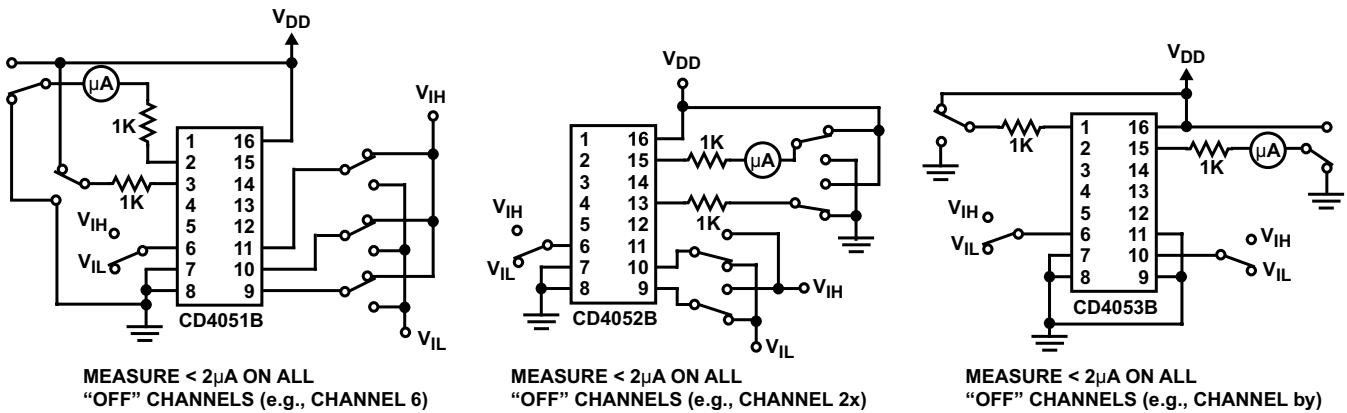 VDD
µA
1K
1K
VIH
VIL
1 16
2 15
3 14
4 13
5 12
6 11
7 10
8 9
VIH
VIL
CD4051B
MEASURE < 2µA ON ALL
“OFF” CHANNELS (e.g., CHANNEL 6)
VDD
1K
µA
1K
VIH
VIL
1 16
2 15
3 14
4 13
5 12
6 11
7 10
8 9
VIH
VIL
CD4052B
MEASURE < 2µA ON ALL
“OFF” CHANNELS (e.g., CHANNEL 2x)
VDD
1K
1K
µA
VIH
VIL
1 16
2 15
3 14
4 13
5 12
6 11
7 10
8 9
VIH
VIL
CD4053B
MEASURE < 2µA ON ALL
“OFF” CHANNELS (e.g., CHANNEL by)